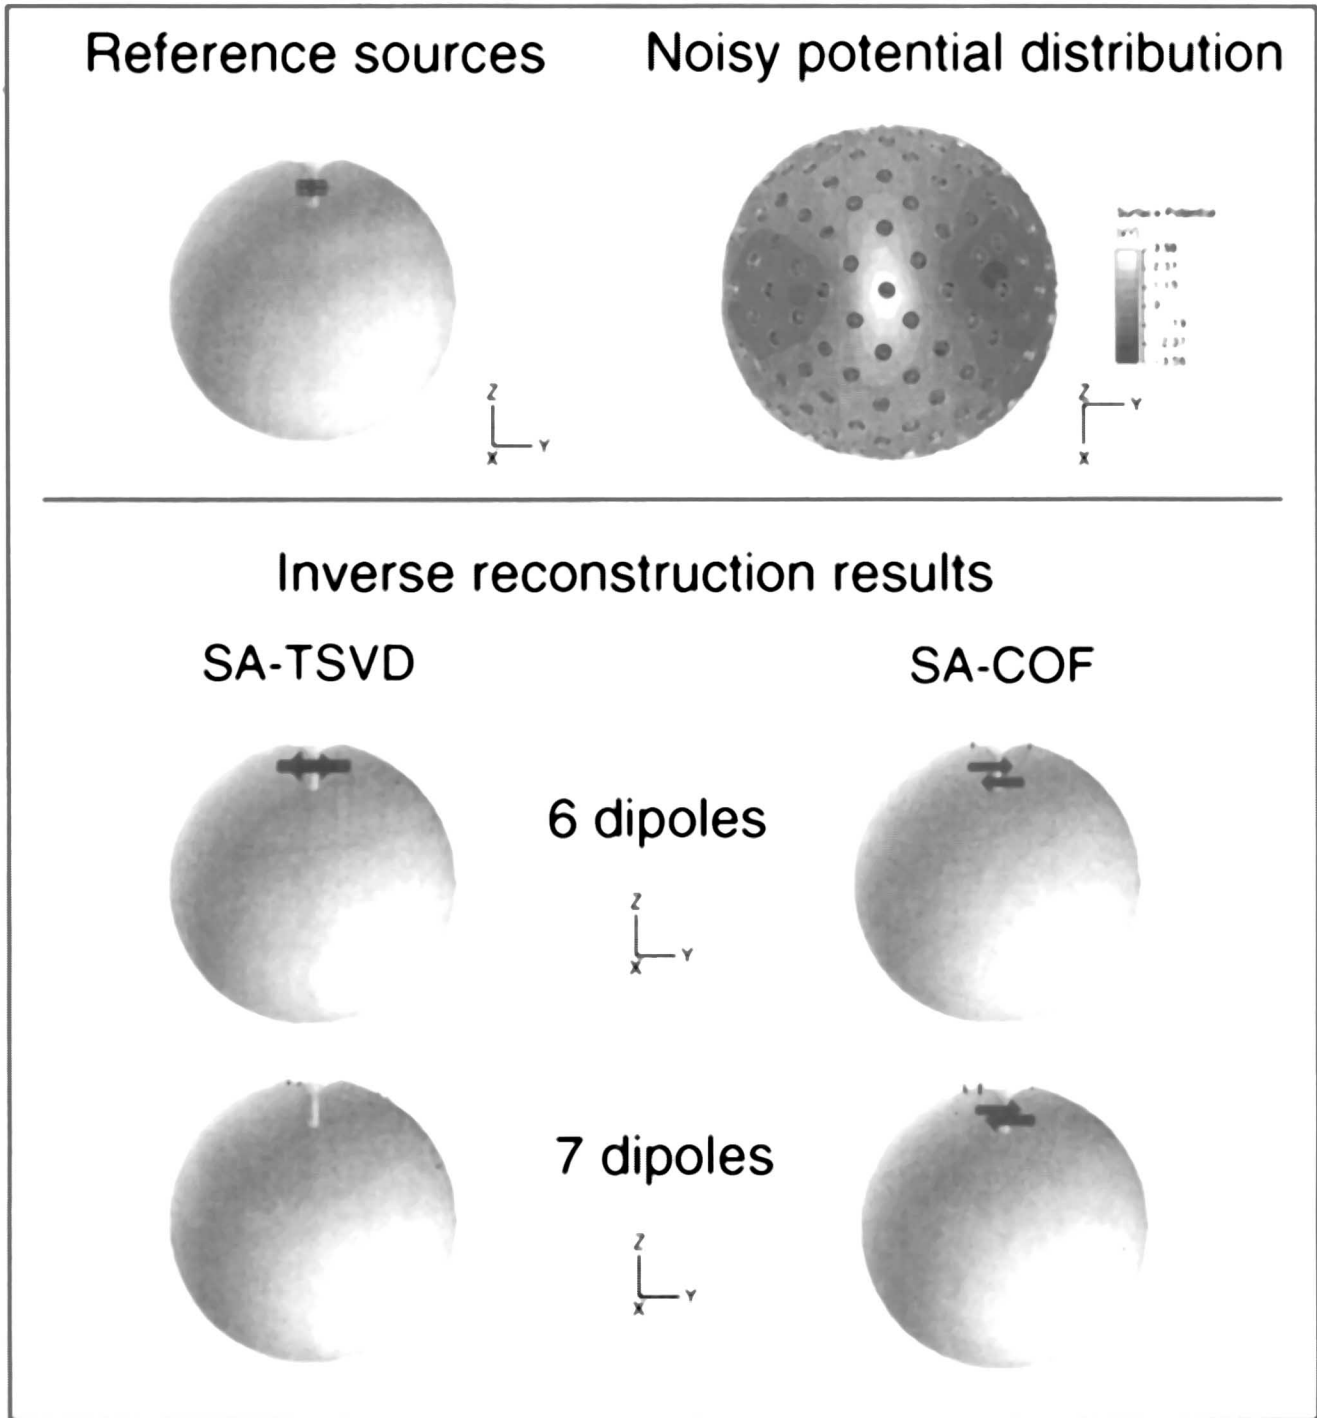 Reference sources
Noisy potential distribution
Z
Y
X
Z
Y
X
Inverse reconstruction results
SA-TSVD
SA-COF
6 dipoles
Z
Y
X
7 dipoles
Z
Y
X